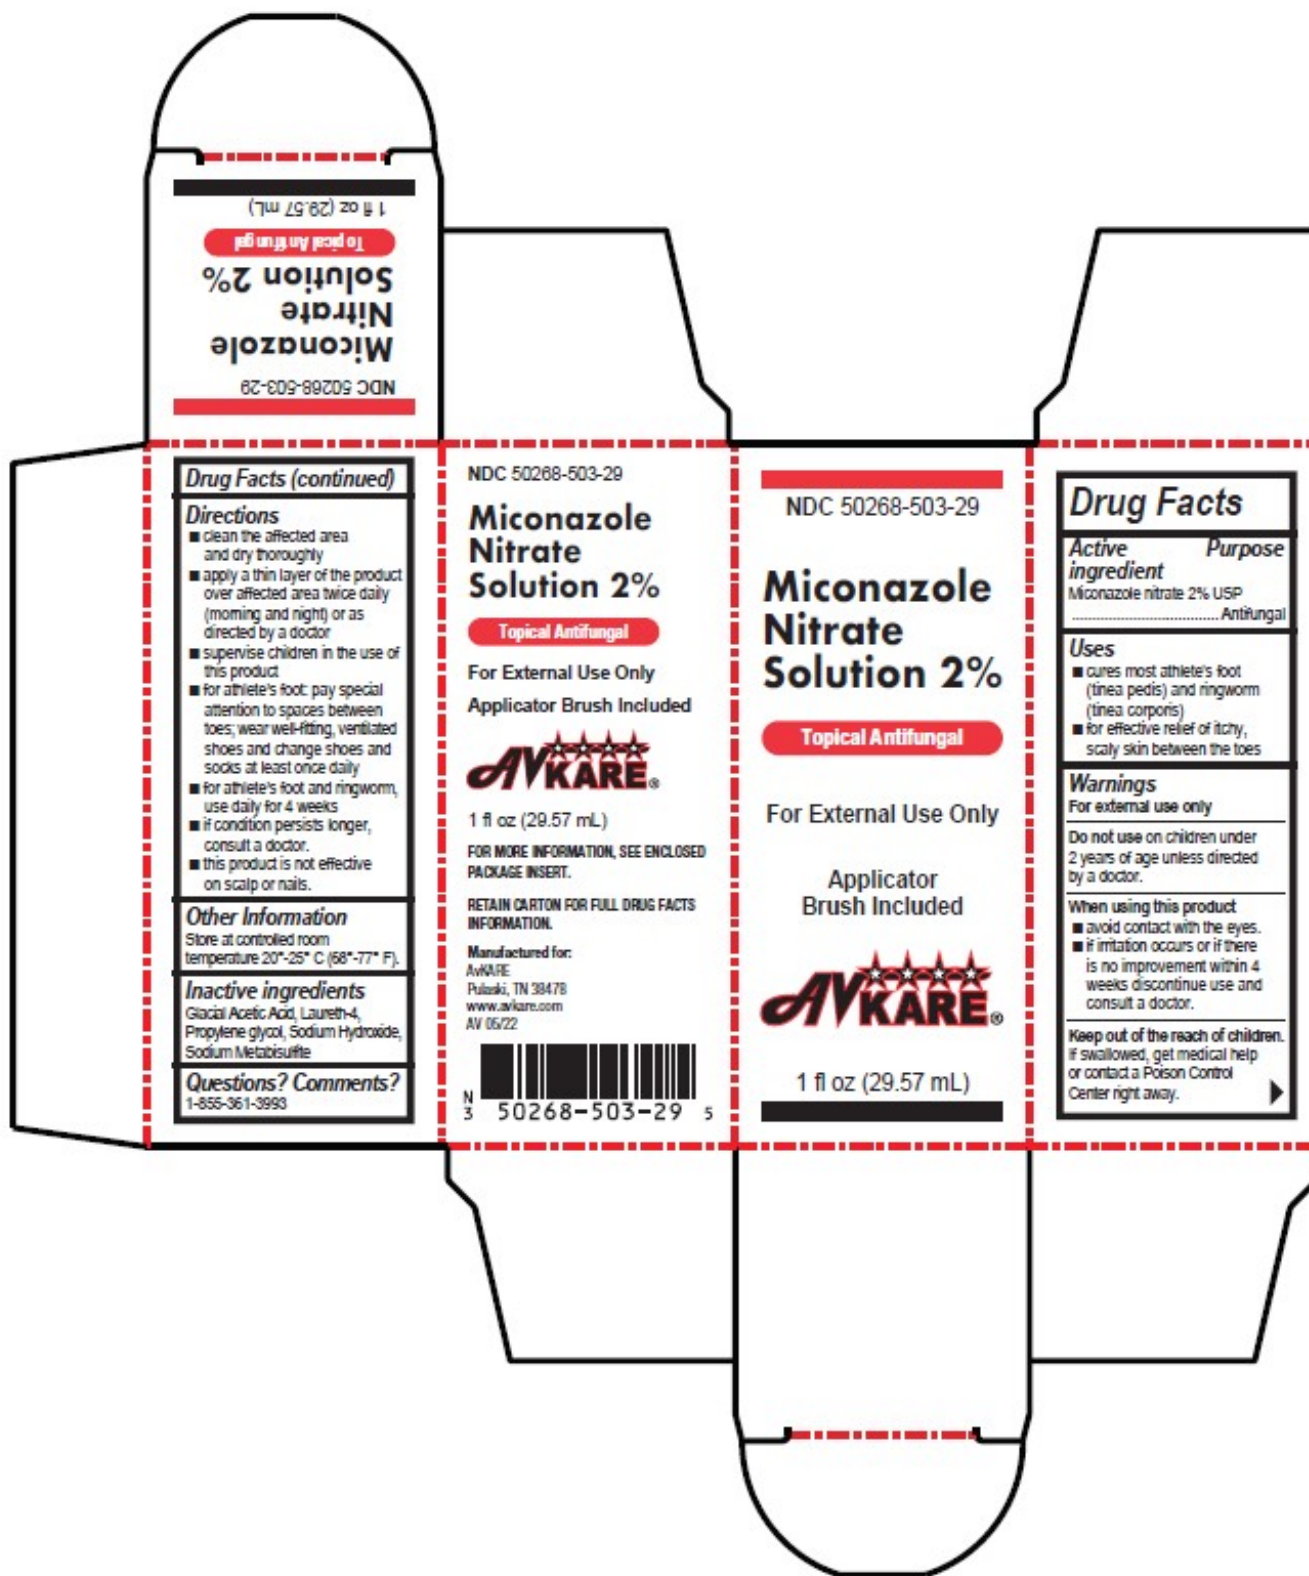 NDC 50268-503-29
Miconazole
Nitrate
Solution 2%
Topical Antifungal
1 fl oz (29.57 mL)
Drug Facts (continued)
Directions
■ clean the affected area
and dry thoroughly
■ apply a thin layer of the product
over affected area twice daily
(morning and night) or as
directed by a doctor
■ supervise children in the use of
this product
■ for athlete's foot: pay special
attention to spaces between
toes; wear well-fitting, ventilated
shoes and change shoes and
socks at least once daily
■ for athlete's foot and ringworm,
use daily for 4 weeks
■ if condition persists longer,
consult a doctor.
■ this product is not effective
on scalp or nails.
Other Information
Store at controlled room
temperature 20°-25° C (68°-77° F).
Inactive ingredients
Glacial Acetic Acid, Laureth-4,
Propylene glycol, Sodium Hydroxide,
Sodium Metabisulfite
Questions? Comments?
1-855-361-3993
NDC 50268-503-29
Miconazole
Nitrate
Solution 2%
Topical Antifungal
For External Use Only
Applicator Brush Included
AVKARE®
1 fl oz (29.57 mL)
FOR MORE INFORMATION, SEE ENCLOSED
PACKAGE INSERT.
RETAIN CARTON FOR FULL DRUG FACTS
INFORMATION.
Manufactured for:
AvKARE
Pulaski, TN 38478
www.avkare.com
AV 05/22
N
3 50268-503-29 5
NDC 50268-503-29
Miconazole
Nitrate
Solution 2%
Topical Antifungal
For External Use Only
Applicator
Brush Included
AVKARE®
1 fl oz (29.57 mL)
Drug Facts
Active Purpose
ingredient
Miconazole nitrate 2% USP
..................................... Antifungal
Uses
■ cures most athlete's foot
(tinea pedis) and ringworm
(tinea corporis)
■ for effective relief of itchy,
scaly skin between the toes
Warnings
For external use only
Do not use on children under
2 years of age unless directed
by a doctor.
When using this product
■ avoid contact with the eyes.
■ if irritation occurs or if there
is no improvement within 4
weeks discontinue use and
consult a doctor.
Keep out of the reach of children.
If swallowed, get medical help
or contact a Poison Control
Center right away.